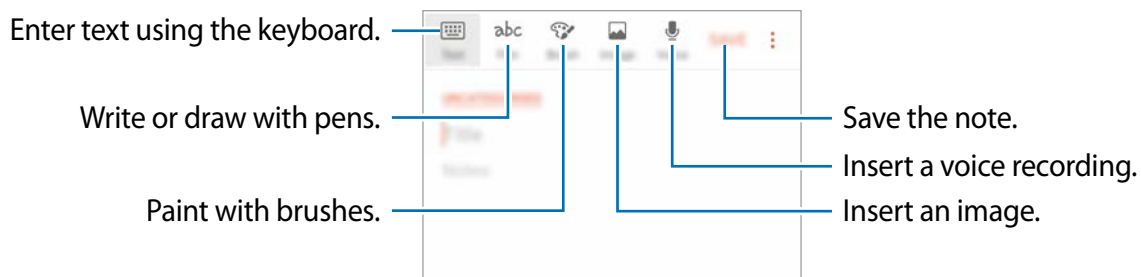 Enter text using the keyboard.
abc
SAVE
Write or draw with pens.
Title
Save the note.
Insert a voice recording.
Paint with brushes.
Insert an image.